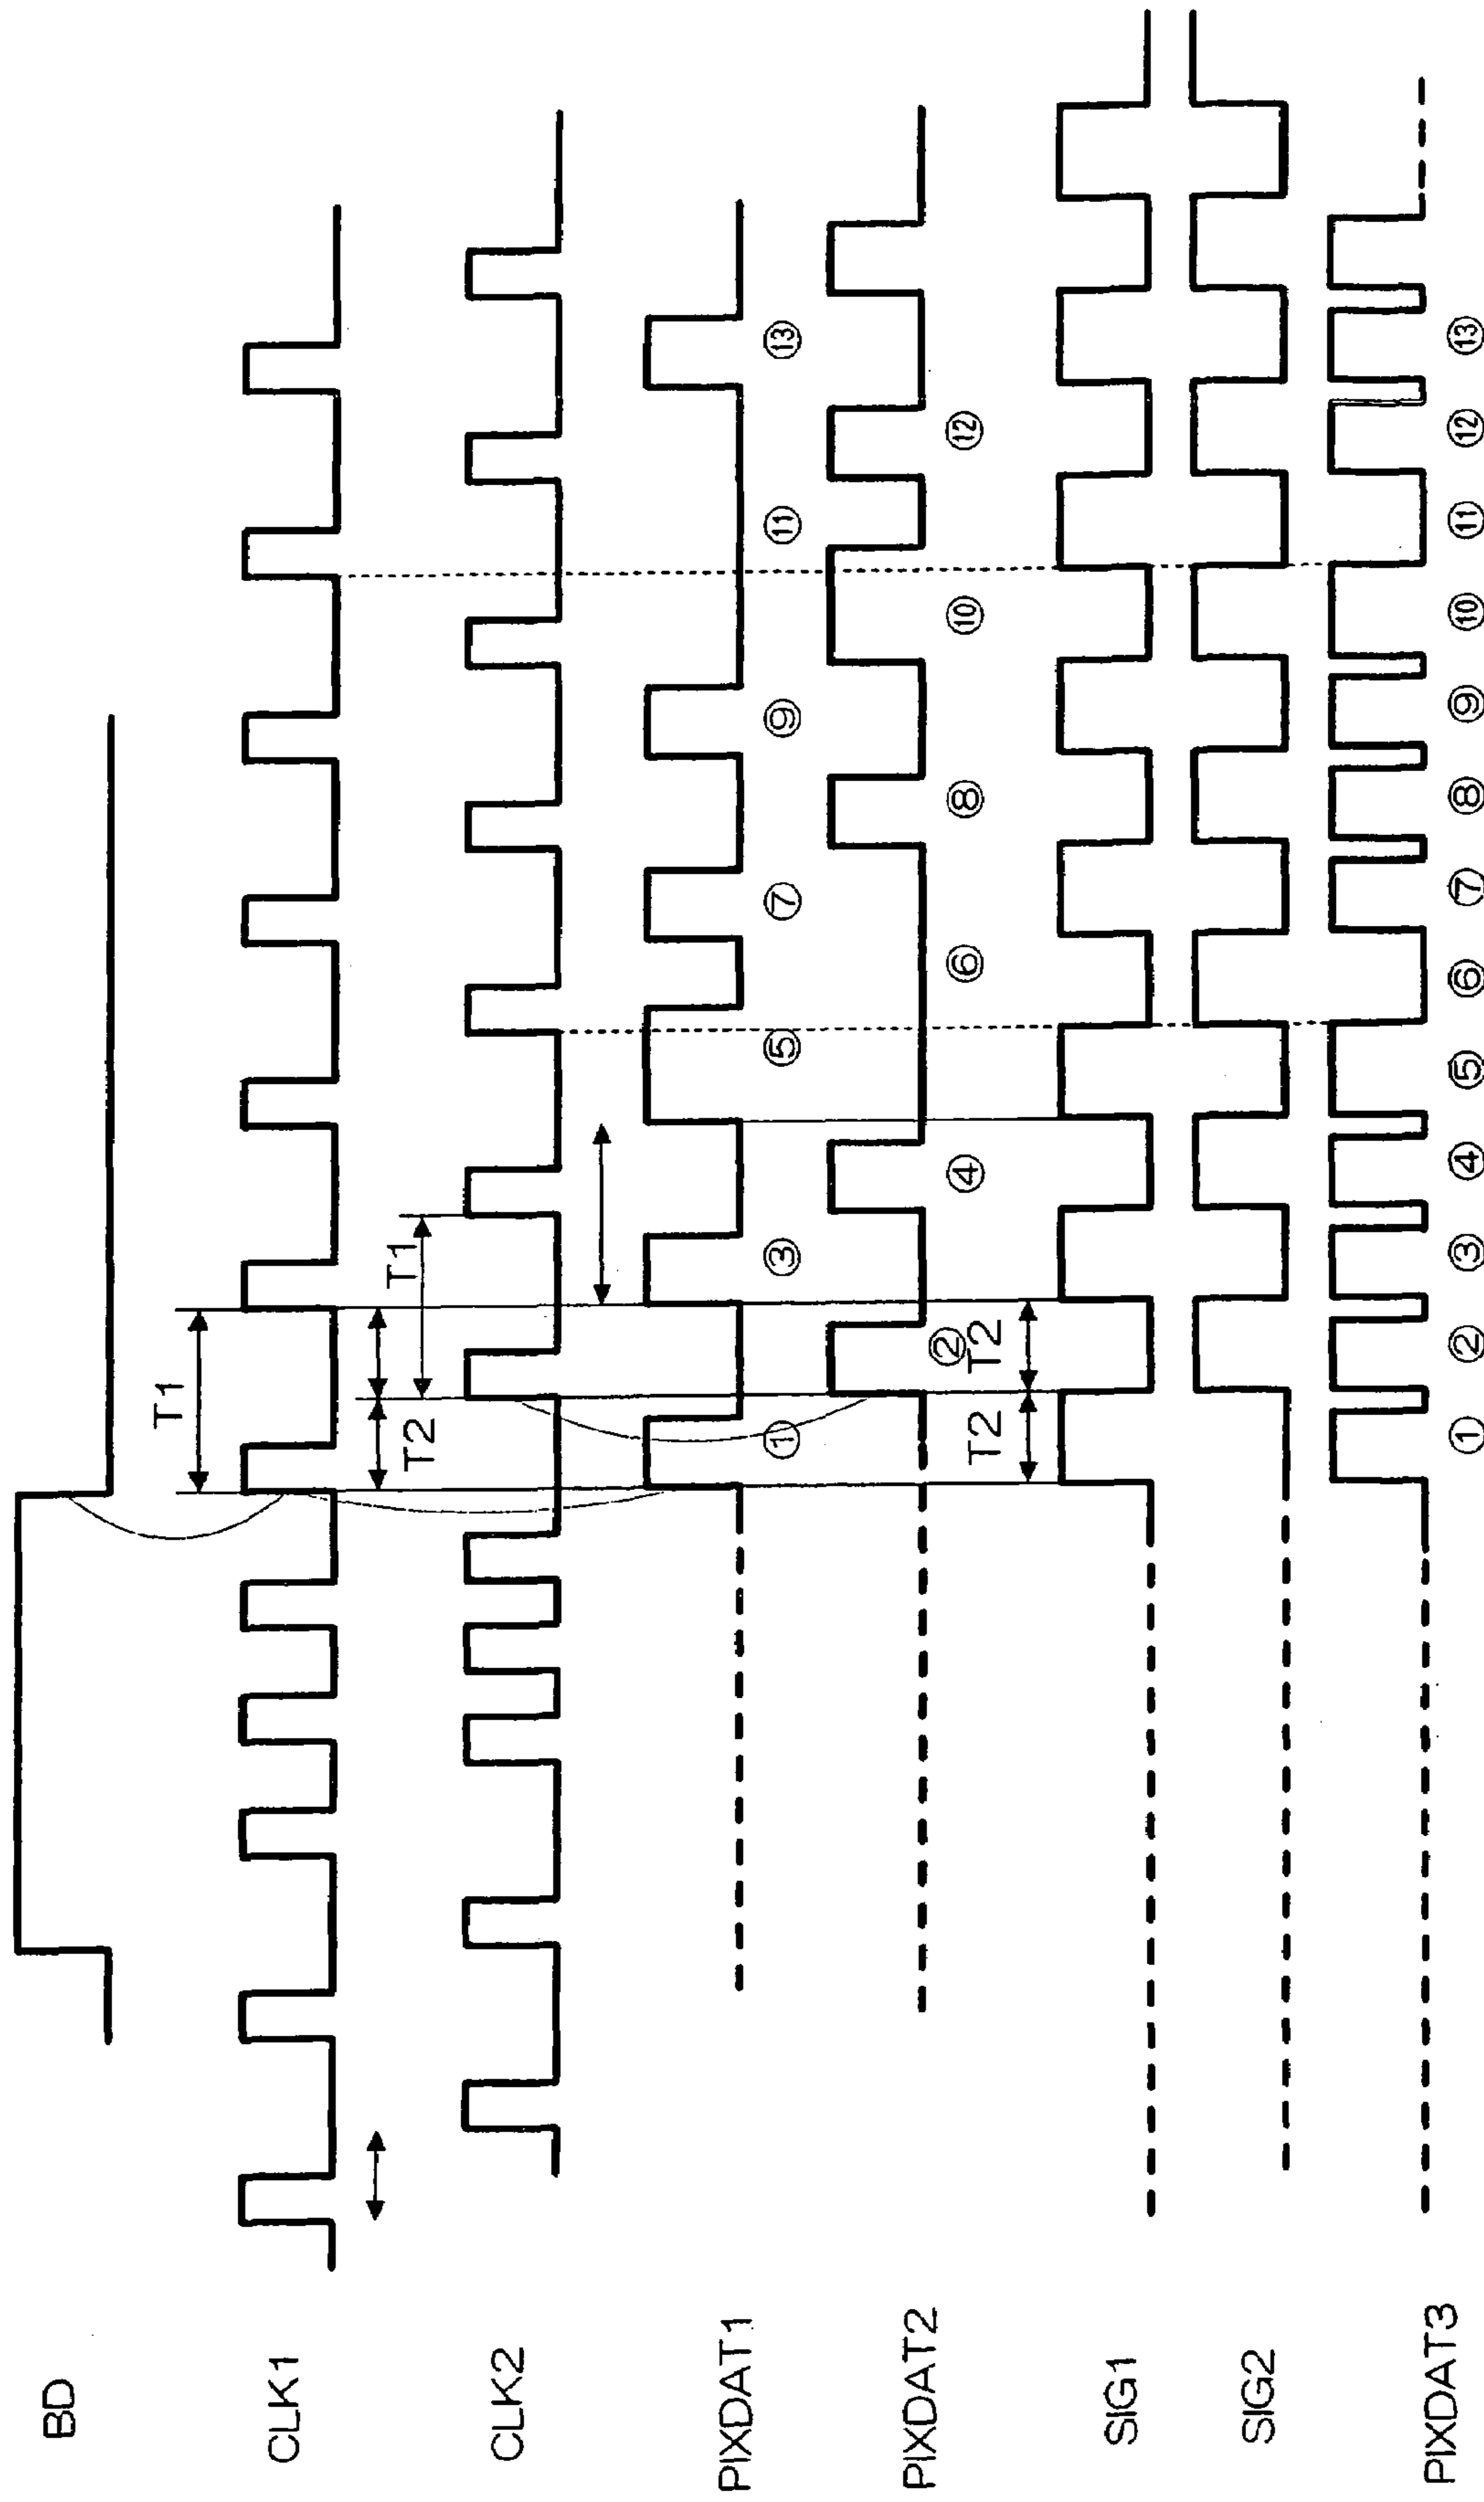 BD
CLK1
T1
T2
T1
CLK2
PIXDAT1
① ③ ⑤ ⑦ ⑨ ⑪ ⑬
PIXDAT2
② ④ ⑥ ⑧ ⑩ ⑫
T2 T2
SIG1
SIG2
PIXDAT3
① ② ③ ④ ⑤ ⑥ ⑦ ⑧ ⑨ ⑩ ⑪ ⑫ ⑬